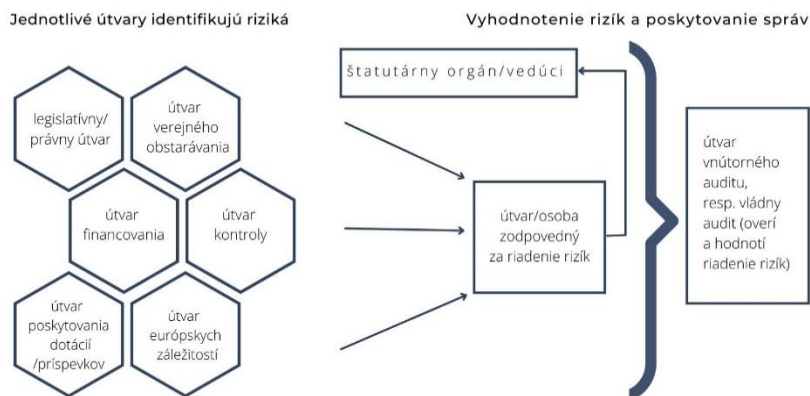 Jednotlivé útvary identifikujú riziká
Vyhodnotenie rizík a poskytovanie správ
legislatívny/
právny útvar
útvar
verejného
obstarávania
útvar
financovania
útvar
kontroly
útvar
poskytovania
dotácií
/príspevkov
útvar
európskych
záležitostí
štatutárny orgán/vedúci
útvar/osoba
zodpovedný
za riadenie rizík
útvar
vnútorného
auditu,
resp. vládny
audit (overí
a hodnotí
riadenie rizík)